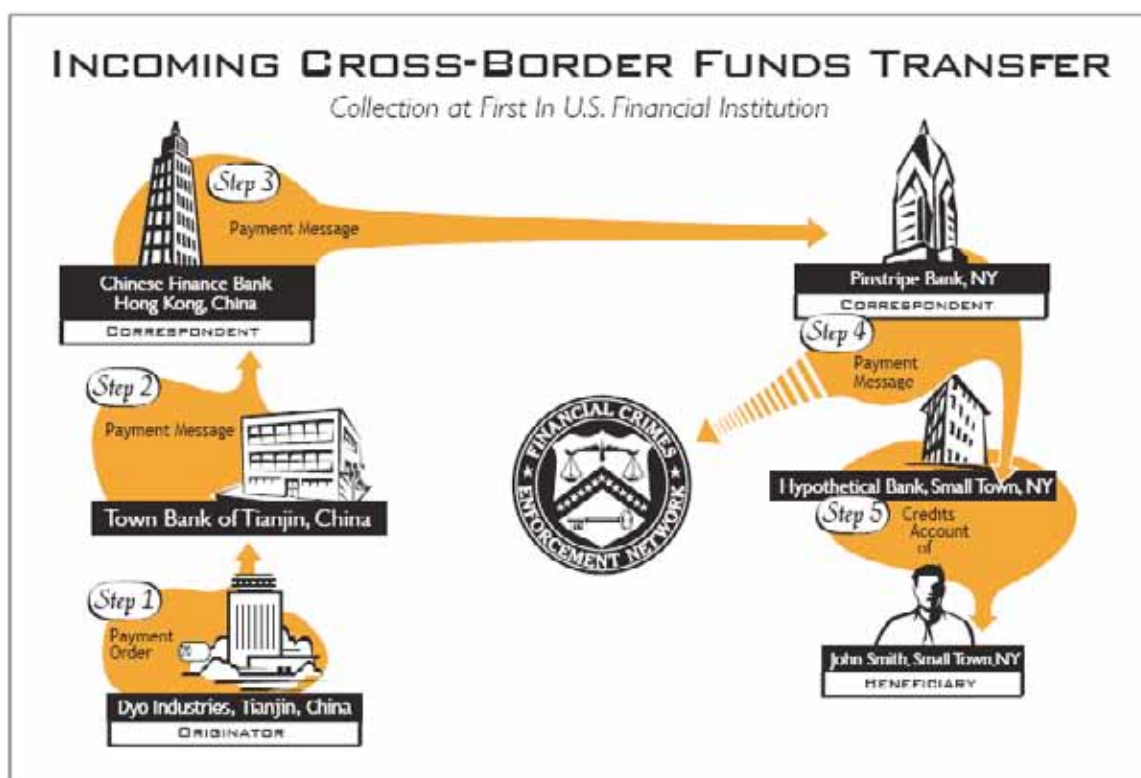 INCOMING CROSS-BORDER FUNDS TRANSFER
Collection at First In U.S. Financial Institution
Step 3
Payment Message
Chinese Finance Bank
Hong Kong, China
CORRESPONDENT
Step 2
Payment Message
Town Bank of Tianjin, China
Step 1
Payment
Order
Dyo Industries, Tianjin, China
ORIGINATOR
FINANCIAL CRIMES
ENFORCEMENT NETWORK
Pinstripe Bank, NY
CORRESPONDENT
Step 4
Payment
Message
Hypothetical Bank, Small Town, NY
Step 5
Credits
Account
of
John Smith, Small Town, NY
BENEFICIARY